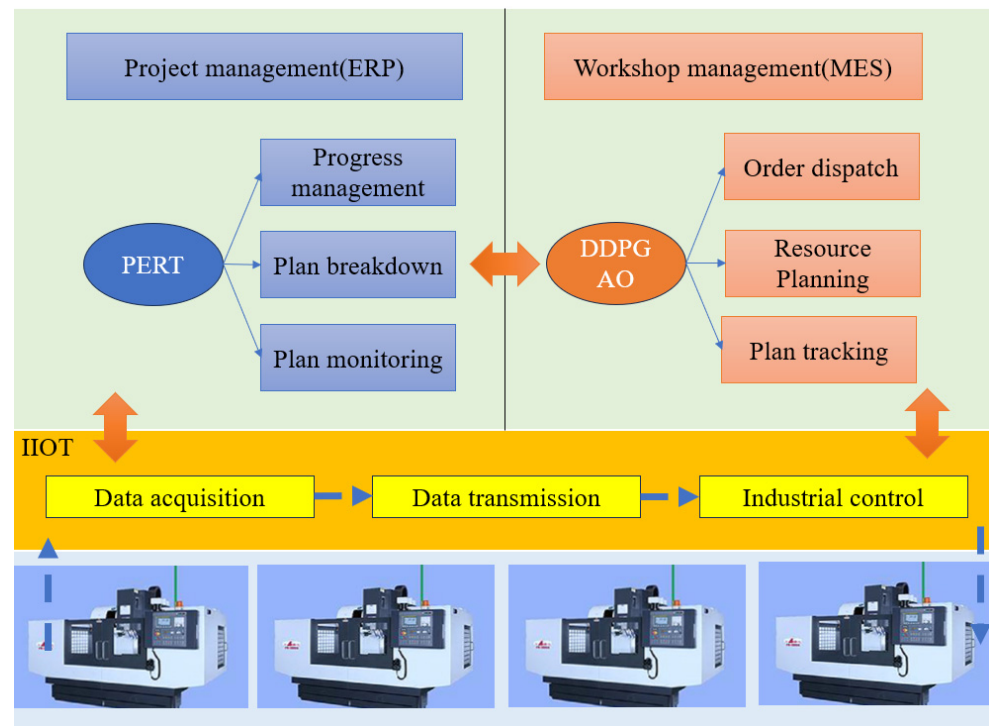 Project management(ERP)
Workshop management(MES)
Progress
management
PERT
Plan breakdown
Plan monitoring
Order dispatch
DDPG
AO
Resource
Planning
Plan tracking
IIOT
Data acquisition
Data transmission
Industrial control